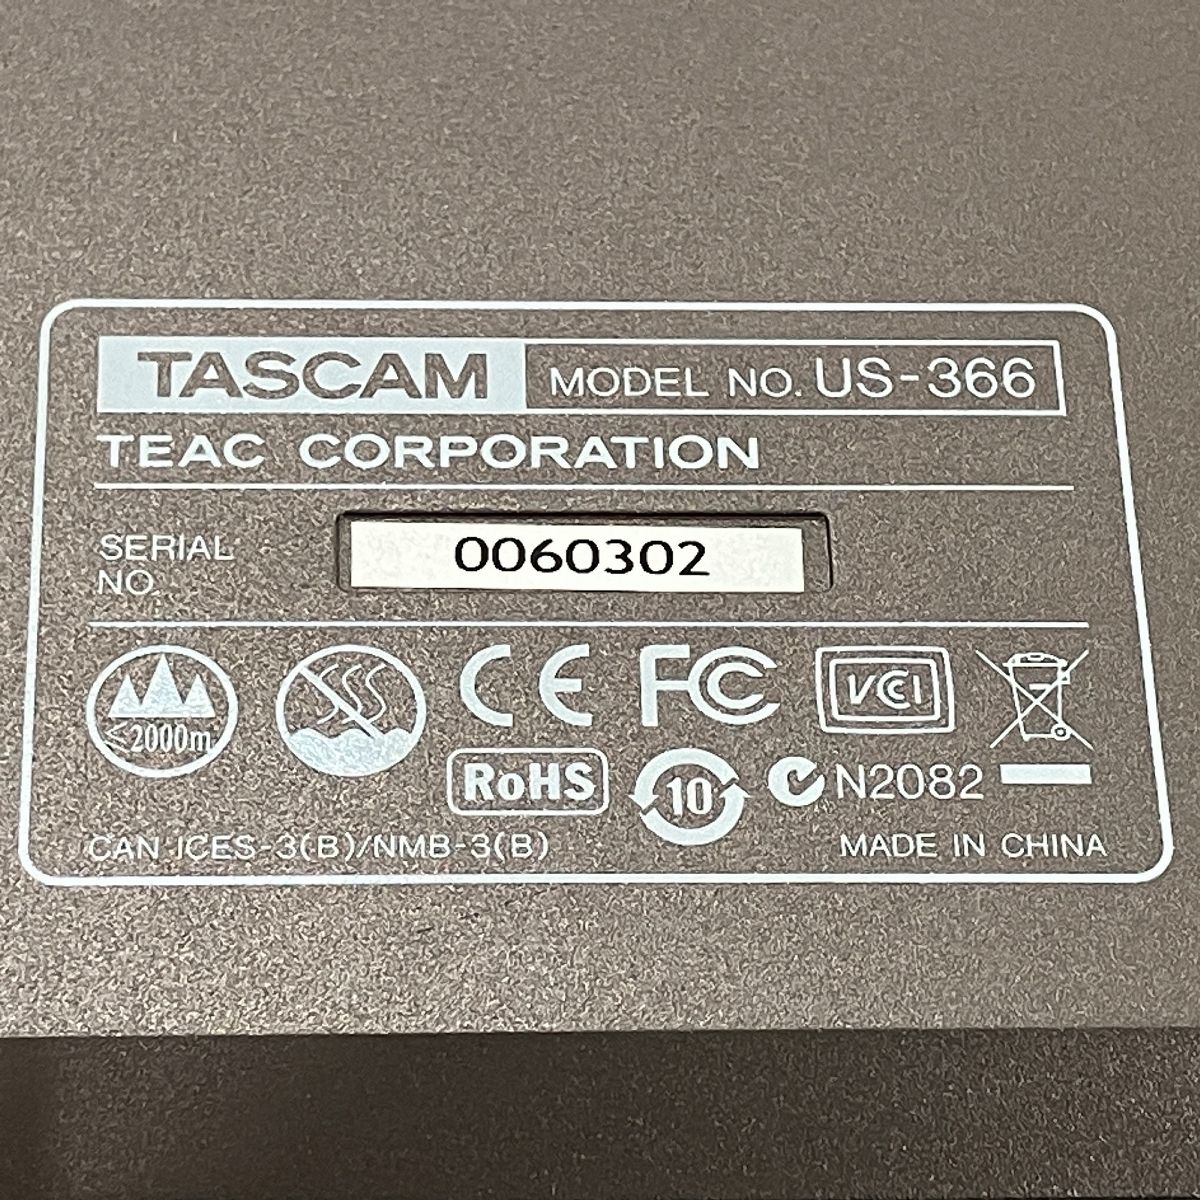 TASCAM MODEL NO. US-366
TEAC CORPORATION
SERIAL NO. 0060302
≤2000m CE FC VCI
RoHS 10 N2082
CAN ICES-3(B)/NMB-3(B) MADE IN CHINA